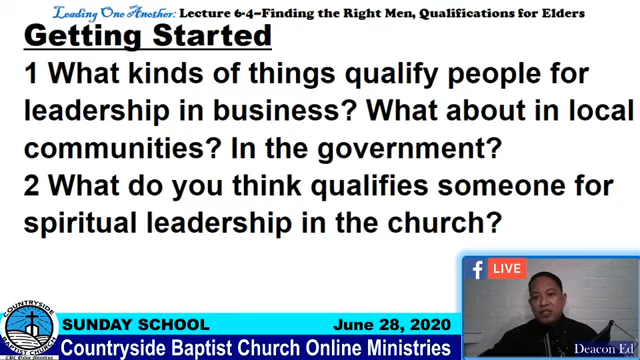 Leading One Another: Lecture 6-4–Finding the Right Men, Qualifications for Elders
Getting Started
1 What kinds of things qualify people for
leadership in business? What about in local
communities? In the government?
2 What do you think qualifies someone for
spiritual leadership in the church?
f LIVE
Deacon Ed
COUNTRYSIDE
BAPTIST CHURCH
SUNDAY SCHOOL June 28, 2020
Countryside Baptist Church Online Ministries